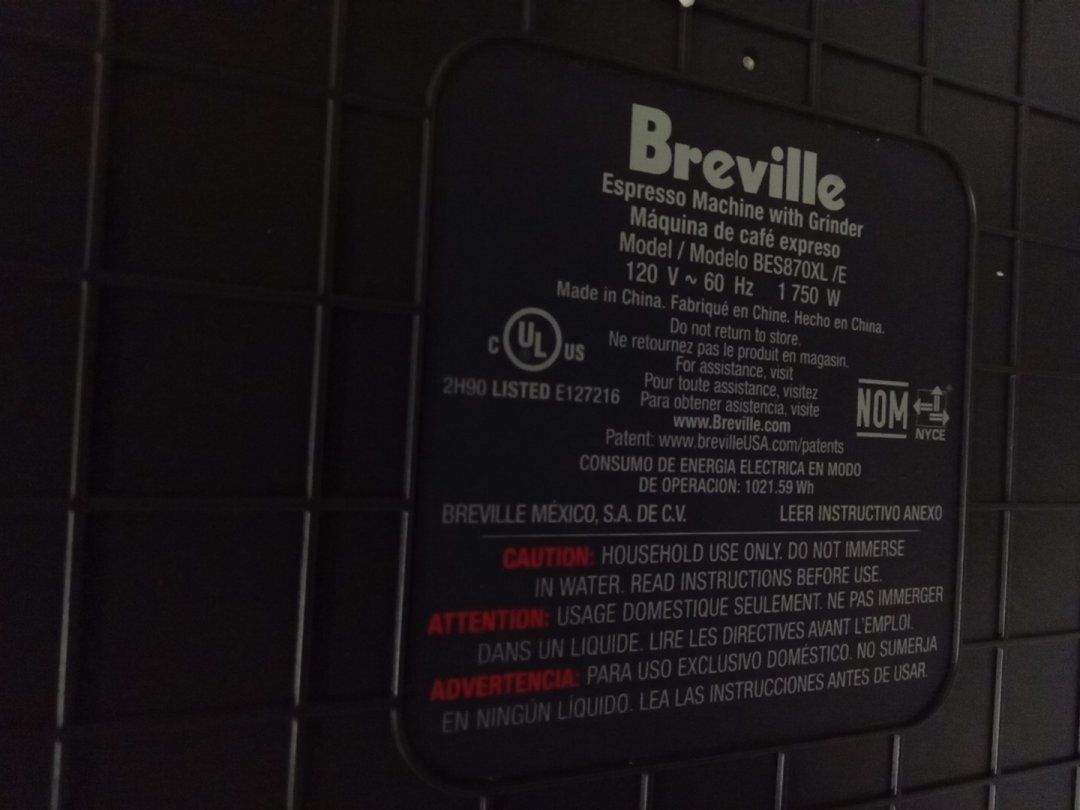 Breville
Espresso Machine with Grinder
Máquina de café expreso
Model / Modelo BES870XL /E
120 V ~ 60 Hz 1 750 W
Made in China. Fabriqué en Chine. Hecho en China.
Do not return to store.
Ne retournez pas le produit en magasin.
For assistance, visit
Pour toute assistance, visitez
Para obtener asistencia, visite
www.Breville.com
Patent: www.brevilleUSA.com/patents
C UL US
2H90 LISTED E127216
NOM
NYCE
CONSUMO DE ENERGIA ELECTRICA EN MODO
DE OPERACION: 1021.59 Wh
BREVILLE MÉXICO, S.A. DE C.V. LEER INSTRUCTIVO ANEXO
CAUTION: HOUSEHOLD USE ONLY. DO NOT IMMERSE
IN WATER. READ INSTRUCTIONS BEFORE USE.
ATTENTION: USAGE DOMESTIQUE SEULEMENT. NE PAS IMMERGER
DANS UN LIQUIDE. LIRE LES DIRECTIVES AVANT L'EMPLOI.
ADVERTENCIA: PARA USO EXCLUSIVO DOMÉSTICO. NO SUMERJA
EN NINGÚN LÍQUIDO. LEA LAS INSTRUCCIONES ANTES DE USAR.